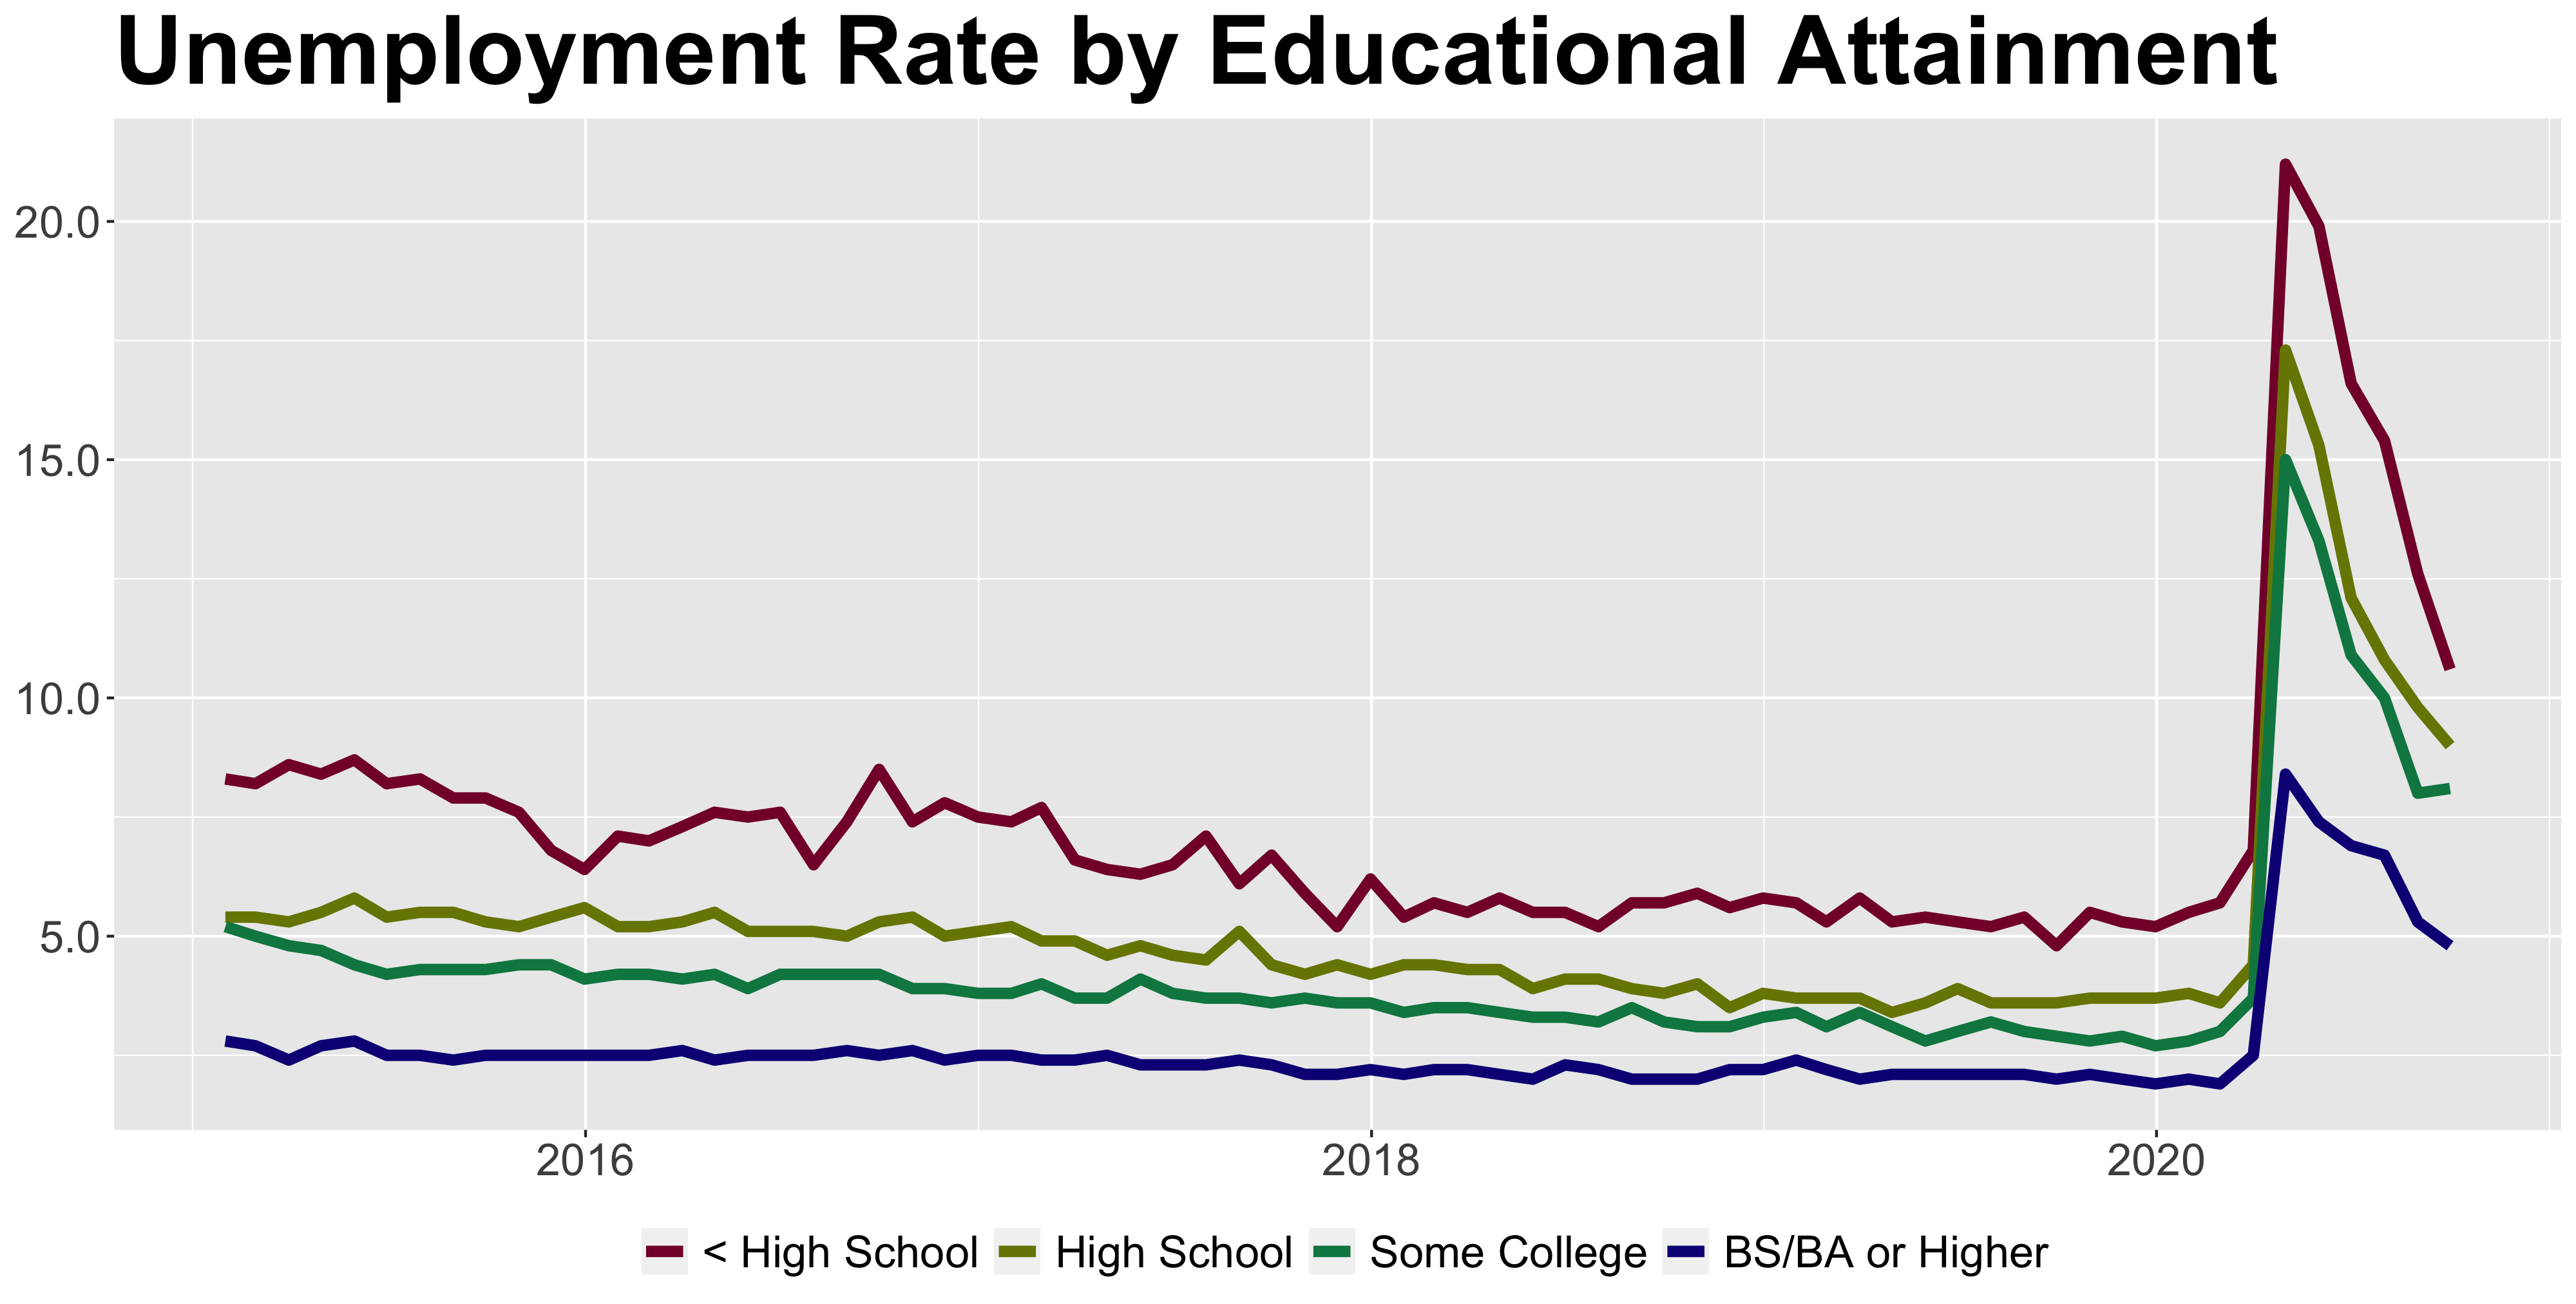 Unemployment Rate by Educational Attainment
20.0
15.0
10.0
5.0
2016 2018 2020
< High School High School Some College BS/BA or Higher